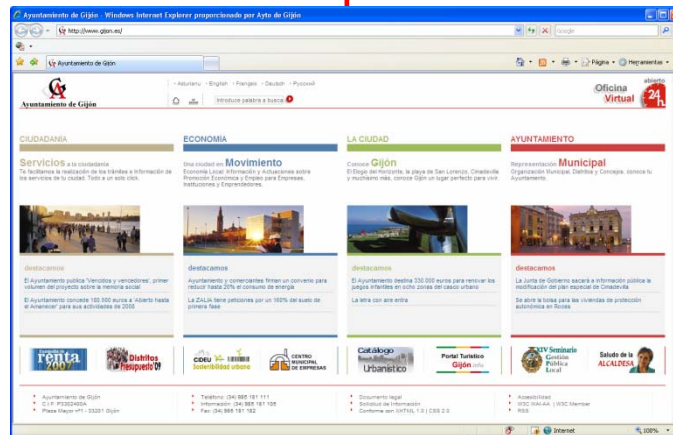 Ayuntamiento de Gijón - Windows Internet Explorer proporcionado por Ayto de Gijón
http://www.gijon.es/
Google
Ayuntamiento de Gijón
Página
Herramientas
Ayuntamiento de Gijón
Asturianu
English
Français
Deutsch
Русский
Introduce palabra a buscar
abierto
Oficina
Virtual
24h
CIUDADANÍA
ECONOMÍA
LA CIUDAD
AYUNTAMIENTO
Servicios a la ciudadanía
Te facilitamos la realización de los trámites e información de
los servicios de tu ciudad. Todo a un solo click.
Una ciudad en Movimiento
Economía Local: Información y Actuaciones sobre
Promoción Económica y Empleo para Empresas,
Instituciones y Emprendedores.
Conoce Gijón
El Elogio del Horizonte, la playa de San Lorenzo, Cimadevilla
y muchísimo más, conoce Gijón un lugar perfecto para vivir.
Representación Municipal
Organización Municipal, Distritos y Concejos, conoce tu
Ayuntamiento.
destacamos
El Ayuntamiento publica 'Vencidos y vencedores', primer
volumen del proyecto sobre la memoria social
El Ayuntamiento concede 180.000 euros a 'Abierto hasta
el Amanecer' para sus actividades de 2008
destacamos
Ayuntamiento y comerciantes firman un convenio para
reducir hasta 20% el consumo de energía
La ZALIA tiene peticiones por un 160% del suelo de
primera fase
destacamos
El Ayuntamiento destina 330.000 euros para renovar los
juegos infantiles en ocho zonas del casco urbano
La letra con arte entra
destacamos
La Junta de Gobierno sacará a información pública la
modificación del plan especial de Cimadevilla
Se abre la bolsa para las viviendas de protección
autonómica en Roces
renta
2007
Distritos
Presupuesto'09
CIDEU
Sostenibilidad urbana
CENTRO
MUNICIPAL
DE EMPRESAS
Catálogo
Urbanístico
Portal Turístico
Gijón.info
XIV Seminario
Gestión
Pública
Local
Saludo de la
ALCALDESA
Ayuntamiento de Gijón
C.I.F. P3302400A
Plaza Mayor nº1 - 33201 Gijón
Teléfono: (34) 985 181 111
Información: (34) 985 181 105
Fax: (34) 985 181 182
Documento legal
Solicitud de Información
Conforme con XHTML 1.0 | CSS 2.0
Accesibilidad
W3C WAI-AA | W3C Member
RSS
Internet
100%